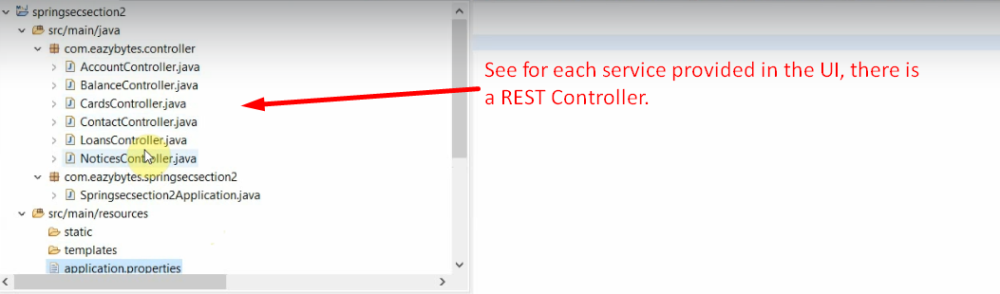 springsecsection2
src/main/java
com.eazybytes.controller
AccountController.java
BalanceController.java
CardsController.java
ContactController.java
LoansController.java
NoticesController.java
com.eazybytes.springsecsection2
Springsecsection2Application.java
src/main/resources
static
templates
application.properties
See for each service provided in the UI, there is
a REST Controller.